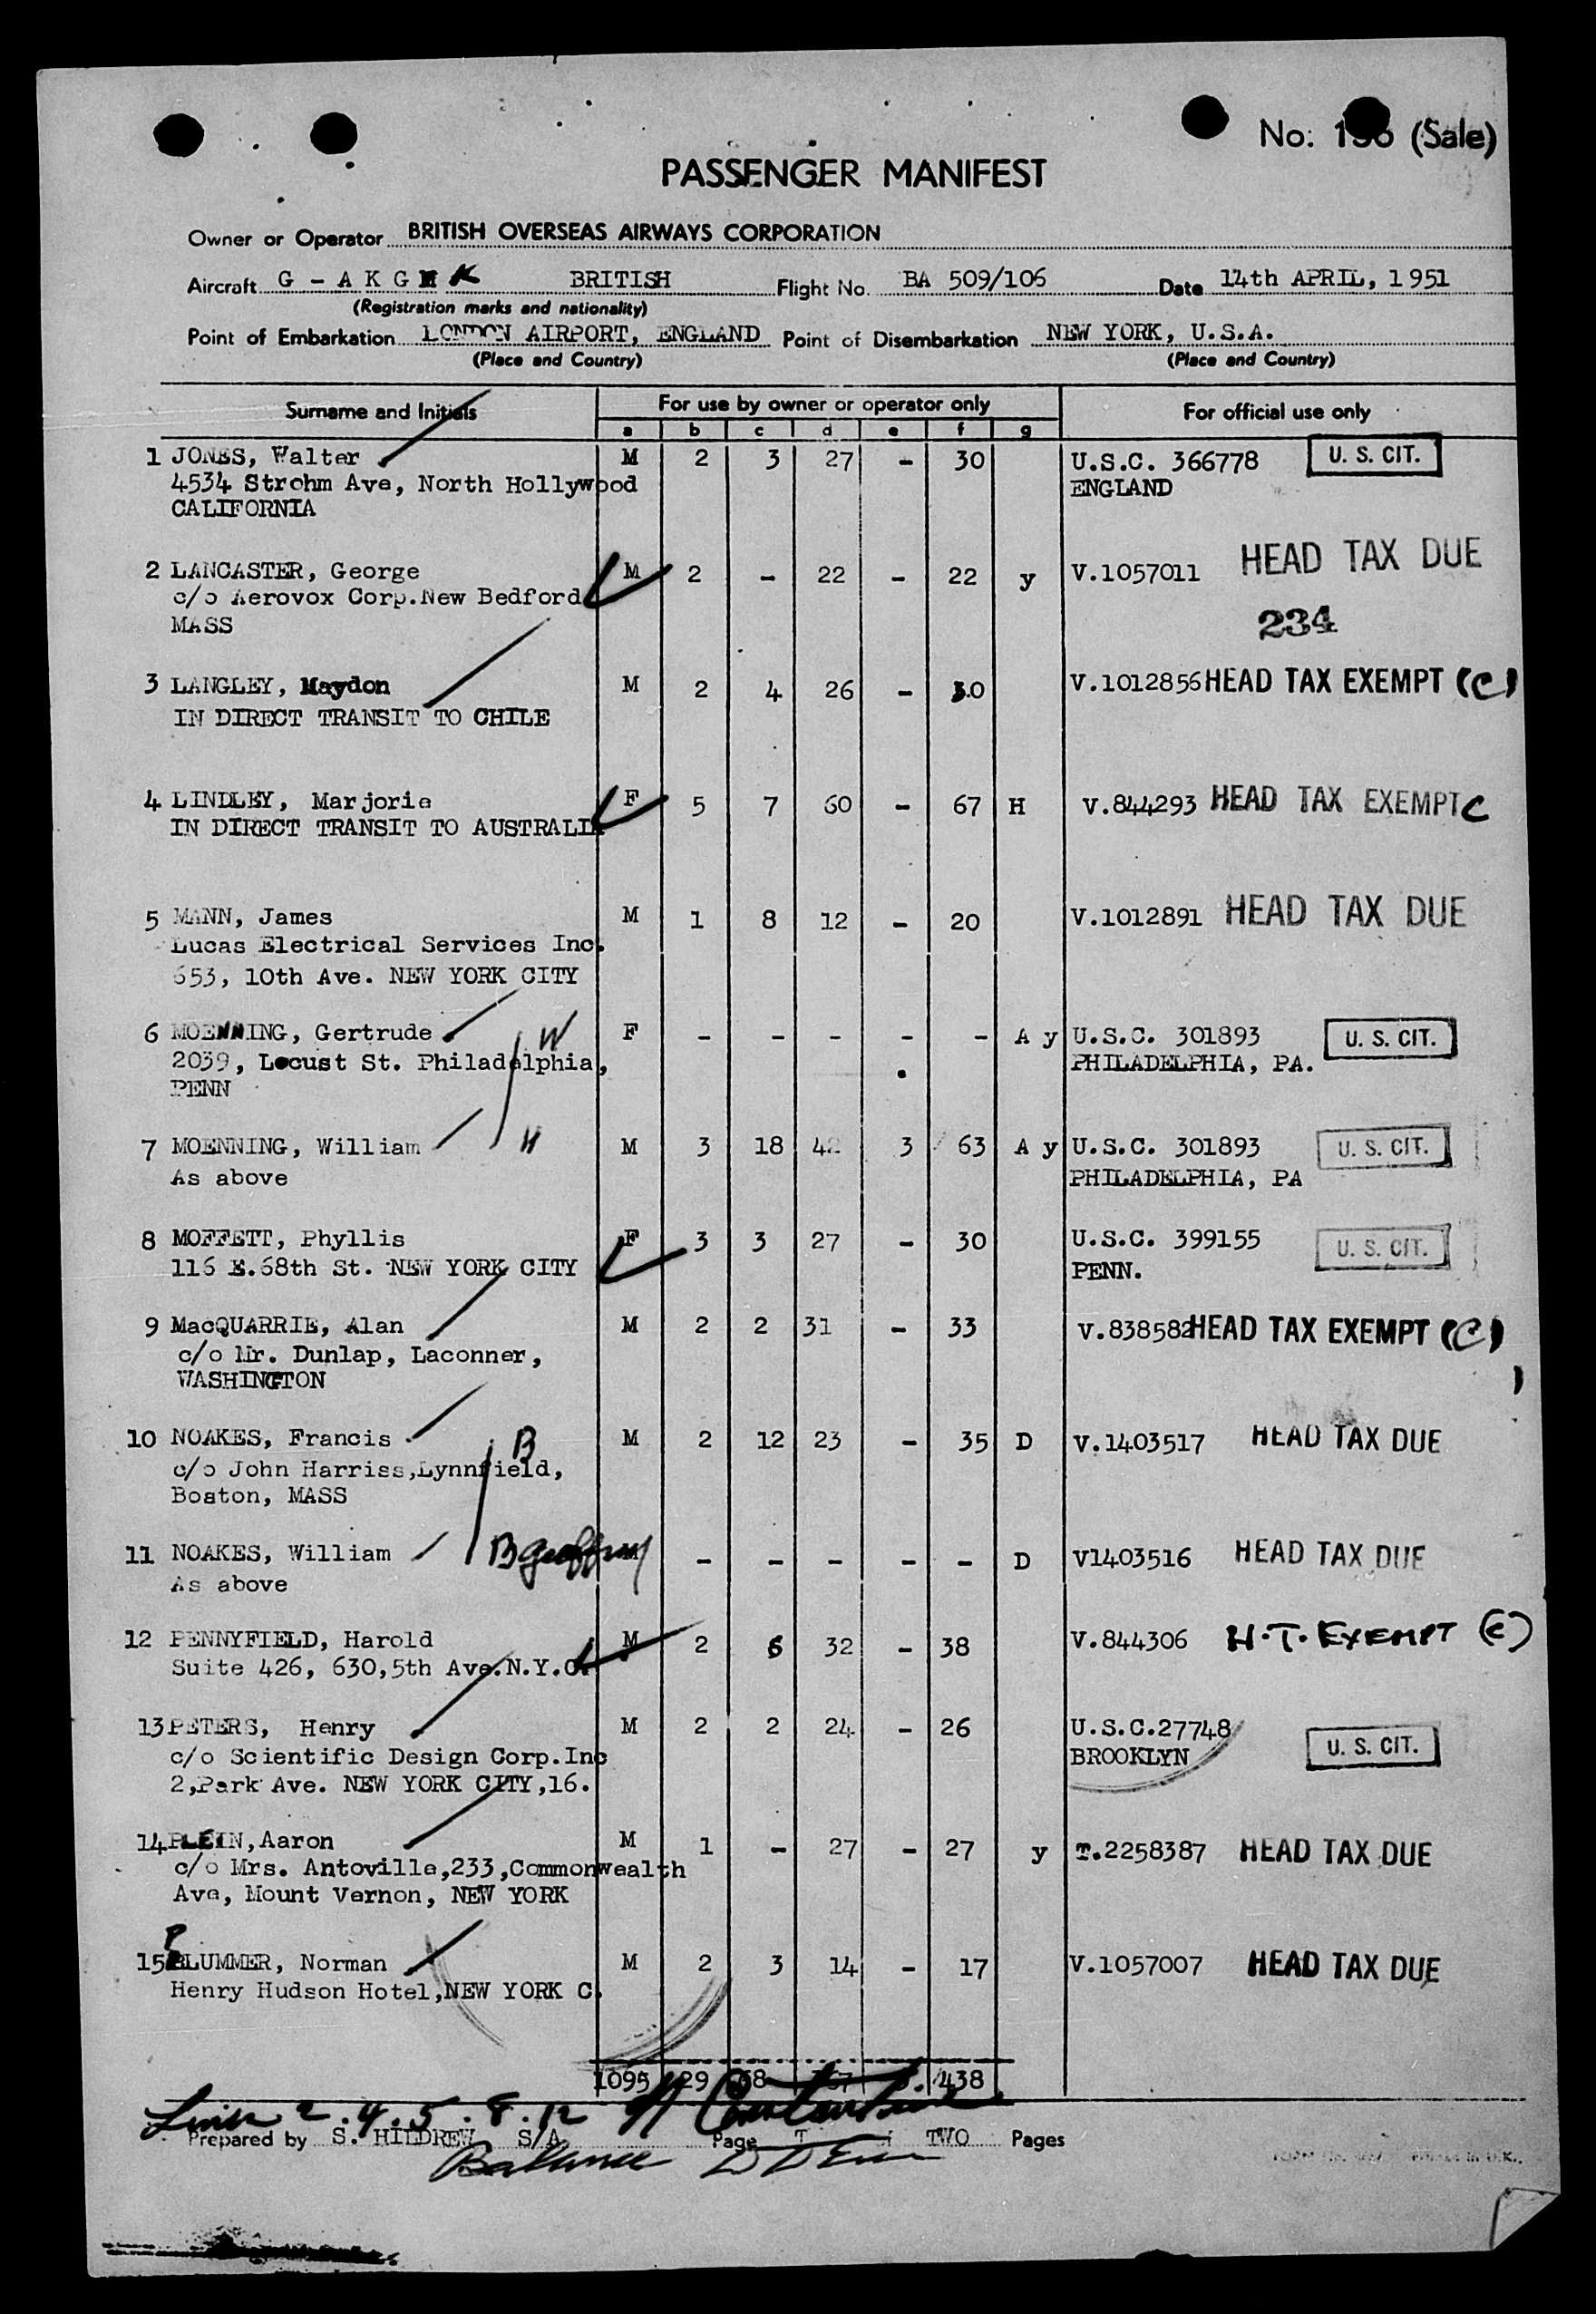 No: 1 (Sale)
PASSENGER MANIFEST
Owner or Operator BRITISH OVERSEAS AIRWAYS CORPORATION
Aircraft G - A K G K BRITISH Flight No. BA 509/106 Date 14th APRIL, 1951
(Registration marks and nationality)
Point of Embarkation LONDON AIRPORT, ENGLAND Point of Disembarkation NEW YORK, U.S.A.
(Place and Country) (Place and Country)
Surname and Initials For use by owner or operator only For official use only
a b c d e f g
1 JONES, Walter M 2 3 27 - 30 U.S.C. 366778 U. S. CIT.
4534 Strohm Ave, North Hollywood ENGLAND
CALIFORNIA
2 LANCASTER, George M 2 - 22 - 22 y V.1057011 HEAD TAX DUE
c/o Aerovox Corp.New Bedford
MASS 234
3 LANGLEY, Maydon M 2 4 26 - 30 V.1012856 HEAD TAX EXEMPT (C)
IN DIRECT TRANSIT TO CHILE
4 LINDLEY, Marjorie F 5 7 60 - 67 H V.844293 HEAD TAX EXEMPT C
IN DIRECT TRANSIT TO AUSTRALIA
5 MANN, James M 1 8 12 - 20 V.1012891 HEAD TAX DUE
Lucas Electrical Services Inc.
653, 10th Ave. NEW YORK CITY
6 MOENNING, Gertrude W F - - - - - A y U.S.C. 301893 U. S. CIT.
2039, Locust St. Philadelphia, PHILADELPHIA, PA.
PENN
7 MOENNING, William H M 3 18 42 3 63 A y U.S.C. 301893 U. S. CIT.
As above PHILADELPHIA, PA
8 MOFFETT, Phyllis F 3 3 27 - 30 U.S.C. 399155 U. S. CIT.
116 E.68th St. NEW YORK CITY PENN.
9 MacQUARRIE, Alan M 2 2 31 - 33 V.838582 HEAD TAX EXEMPT (C)
c/o Mr. Dunlap, Laconner,
WASHINGTON
10 NOAKES, Francis B M 2 12 23 - 35 D V.1403517 HEAD TAX DUE
c/o John Harriss,Lynnfield,
Boston, MASS
11 NOAKES, William B Geoffrey M - - - - - D V1403516 HEAD TAX DUE
As above
12 PENNYFIELD, Harold M 2 6 32 - 38 V.844306 H.T. EXEMPT (C)
Suite 426, 630,5th Ave.N.Y.C.
13 PETERS, Henry M 2 2 24 - 26 U.S.C.27748 U. S. CIT.
c/o Scientific Design Corp.Inc BROOKLYN
2,Park Ave. NEW YORK CITY,16.
14 PLEIN,Aaron M 1 - 27 - 27 y T.2258387 HEAD TAX DUE
c/o Mrs. Antoville,233,Commonwealth
Ave, Mount Vernon, NEW YORK
15 PLUMMER, Norman M 2 3 14 - 17 V.1057007 HEAD TAX DUE
Henry Hudson Hotel,NEW YORK C.
1095 29 68 438
2.4.5.8.12
Prepared by S. HILDREW S/A Page TWO Pages
Balance